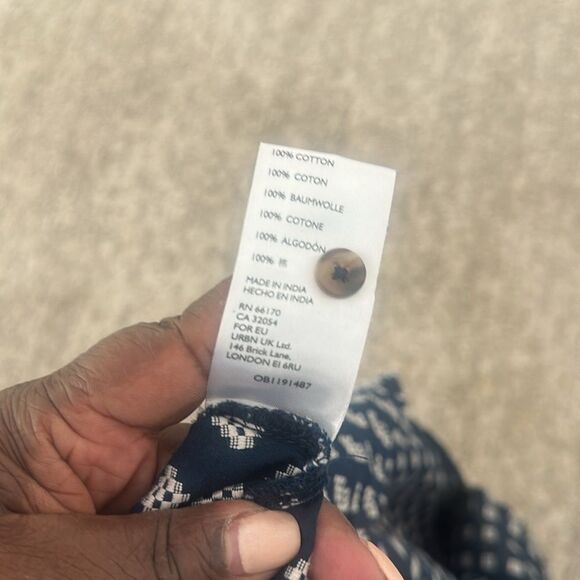 100% COTTON
100% COTON
100% BAUMWOLLE
100% COTONE
100% ALGODÓN
100% 棉
MADE IN INDIA
HECHO EN INDIA
RN 66170
CA 32054
FOR EU
URBN UK Ltd.
146 Brick Lane,
LONDON E1 6RU
OB1191487